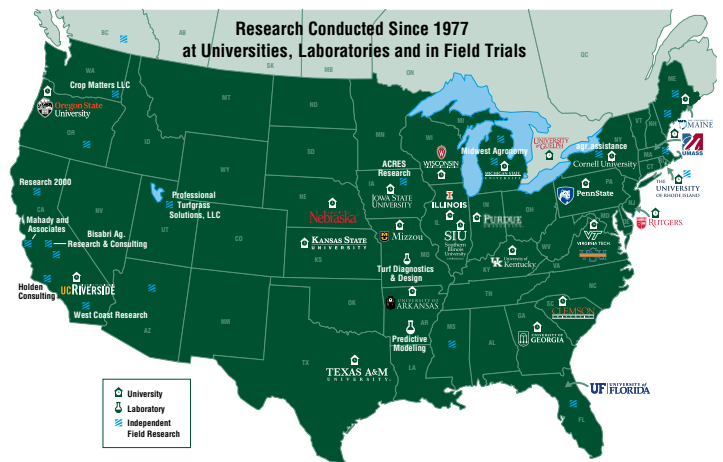 Research Conducted Since 1977
at Universities, Laboratories and in Field Trials
BC
AB
SK
MB
ON
QC
WA
Crop Matters LLC
Oregon State
University
OR
ID
MT
ND
SD
MN
WI
MI
WISCONSIN
Midwest Agronomy
MICHIGAN STATE
UNIVERSITY
UNIVERSITY
of GUELPH
agr.assistance
NY
Cornell University
VT
NH
ME
MAINE
MA
CT
UMASS
THE
UNIVERSITY
OF RHODE ISLAND
RUTGERS
PA
PennState
Research 2000
CA
NV
UT
WY
Professional
Turfgrass
Solutions, LLC
Mahady and
Associates
Bisabri Ag.
Research & Consulting
Holden
Consulting
UCRIVERSIDE
West Coast Research
AZ
NM
CO
NE
Nebraska
KANSAS STATE
UNIVERSITY
KS
ACRES
Research
IA
IOWA STATE
UNIVERSITY
ILLINOIS
IL
SIU
Southern
Illinois
University
IN
PURDUE
OH
Mizzou
MO
Turf Diagnostics
& Design
University of
Kentucky
KY
WV
VA
VIRGINIA TECH
MD
DE
NJ
UNIVERSITY OF
ARKANSAS
AR
Predictive
Modeling
OK
TX
TEXAS A&M
UNIVERSITY
LA
MS
AL
TN
NC
SC
CLEMSON
GA
UNIVERSITY OF
GEORGIA
UF UNIVERSITY of
FLORIDA
FL
University
Laboratory
Independent
Field Research